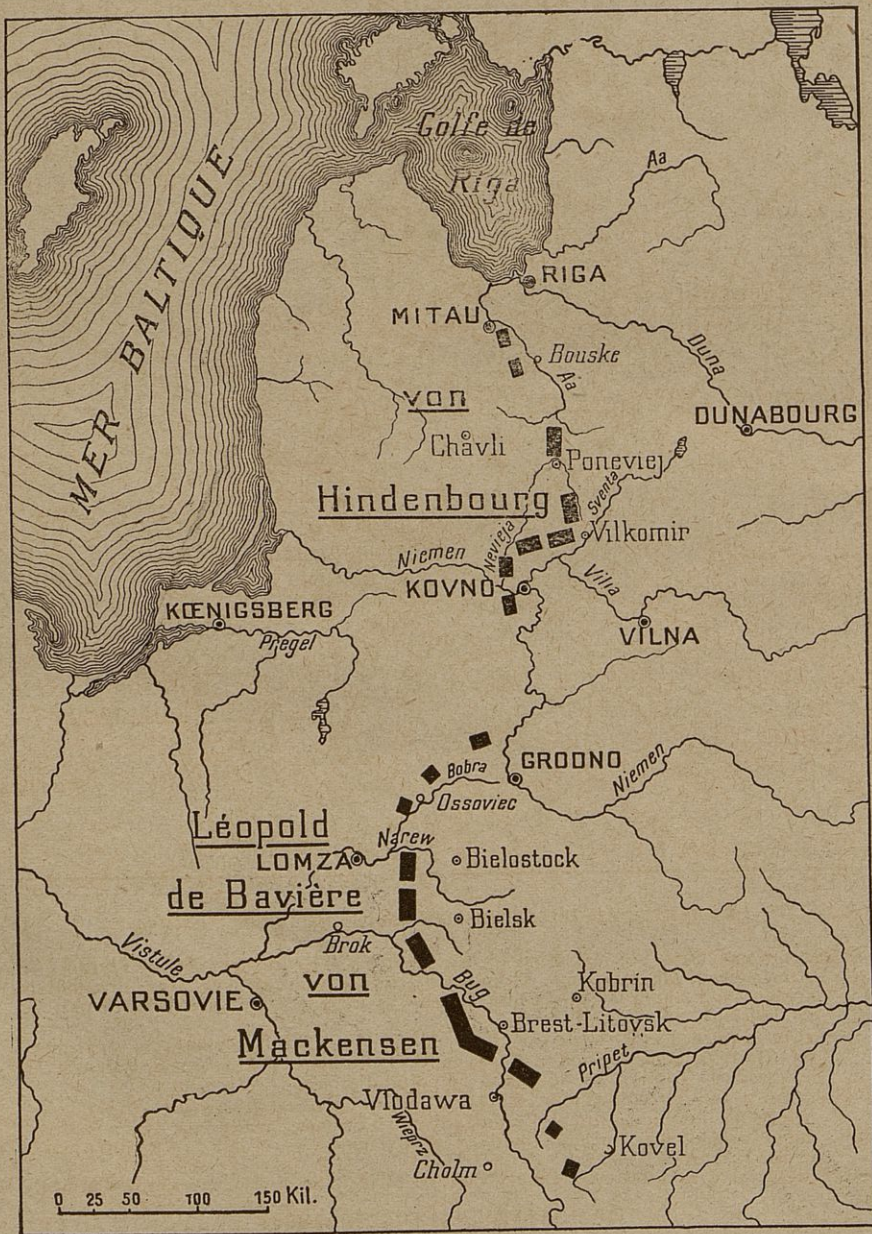 Golfe de
Riga
MER BALTIQUE
Aa
RIGA
MITAU
Bouske
Aa
Duna
von
DUNABOURG
Châvli
Poneviej
Hindenbourg
Sventa
Nevieja
Vilkomir
Niemen
KOVNO
Vilia
KŒNIGSBERG
VILNA
Pregel
GRODNO
Bobra
Niemen
Ossoviec
Léopold
Narew
LOMZA
Bielostock
de Bavière
Bielsk
Brok
Vistule
von
Bug
Kobrin
VARSOVIE
Brest-Litovsk
Mackensen
Pripet
Vlodawa
Wieprz
Kovel
Cholm
0 25 50 100 150 Kil.